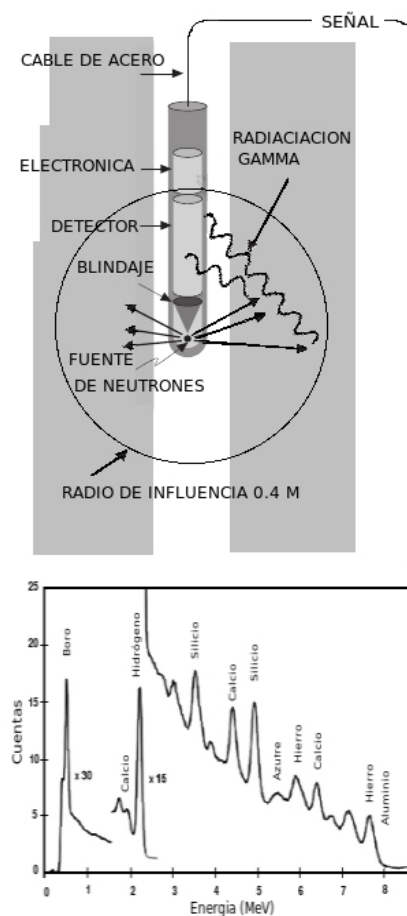 SEÑAL
CABLE DE ACERO
RADIACIACION
GAMMA
ELECTRONICA
DETECTOR
BLINDAJE
FUENTE
DE NEUTRONES
RADIO DE INFLUENCIA 0.4 M
25
20
15
10
5
0
Cuentas
Boro
x 30
Calcio
Hidrógeno
x 15
Silicio
Calcio
Silicio
Azufre
Hierro
Calcio
Hierro
Aluminio
0 1 2 3 4 5 6 7 8
Energia (MeV)